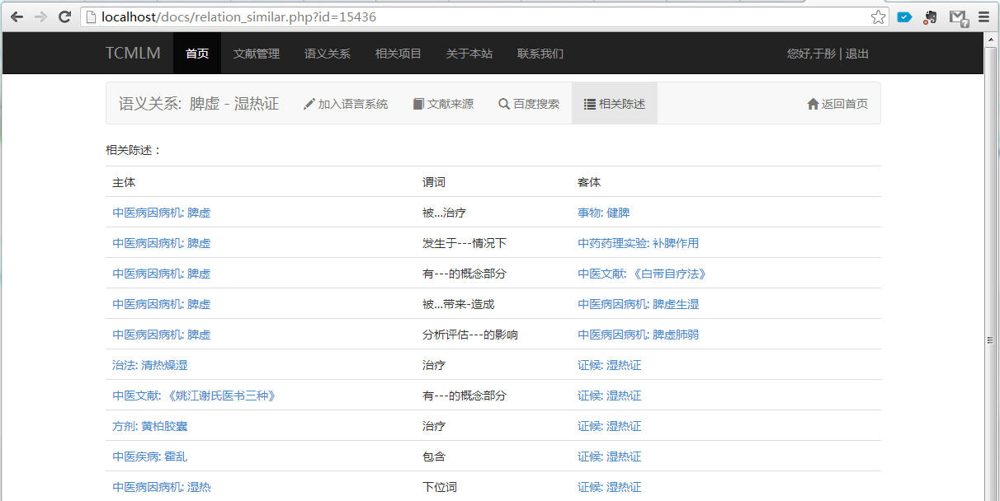 localhost/docs/relation_similar.php?id=15436
TCMLM 首页 文献管理 语义关系 相关项目 关于本站 联系我们 您好,于彤 | 退出
语义关系: 脾虚 - 湿热证 加入语言系统 文献来源 百度搜索 相关陈述 返回首页
相关陈述：
主体 谓词 客体
中医病因病机: 脾虚 被...治疗 事物: 健脾
中医病因病机: 脾虚 发生于---情况下 中药药理实验: 补脾作用
中医病因病机: 脾虚 有---的概念部分 中医文献: 《白带自疗法》
中医病因病机: 脾虚 被...带来-造成 中医病因病机: 脾虚生湿
中医病因病机: 脾虚 分析评估---的影响 中医病因病机: 脾虚肺弱
治法: 清热燥湿 治疗 证候: 湿热证
中医文献: 《姚江谢氏医书三种》 有---的概念部分 证候: 湿热证
方剂: 黄柏胶囊 治疗 证候: 湿热证
中医疾病: 霍乱 包含 证候: 湿热证
中医病因病机: 湿热 下位词 证候: 湿热证